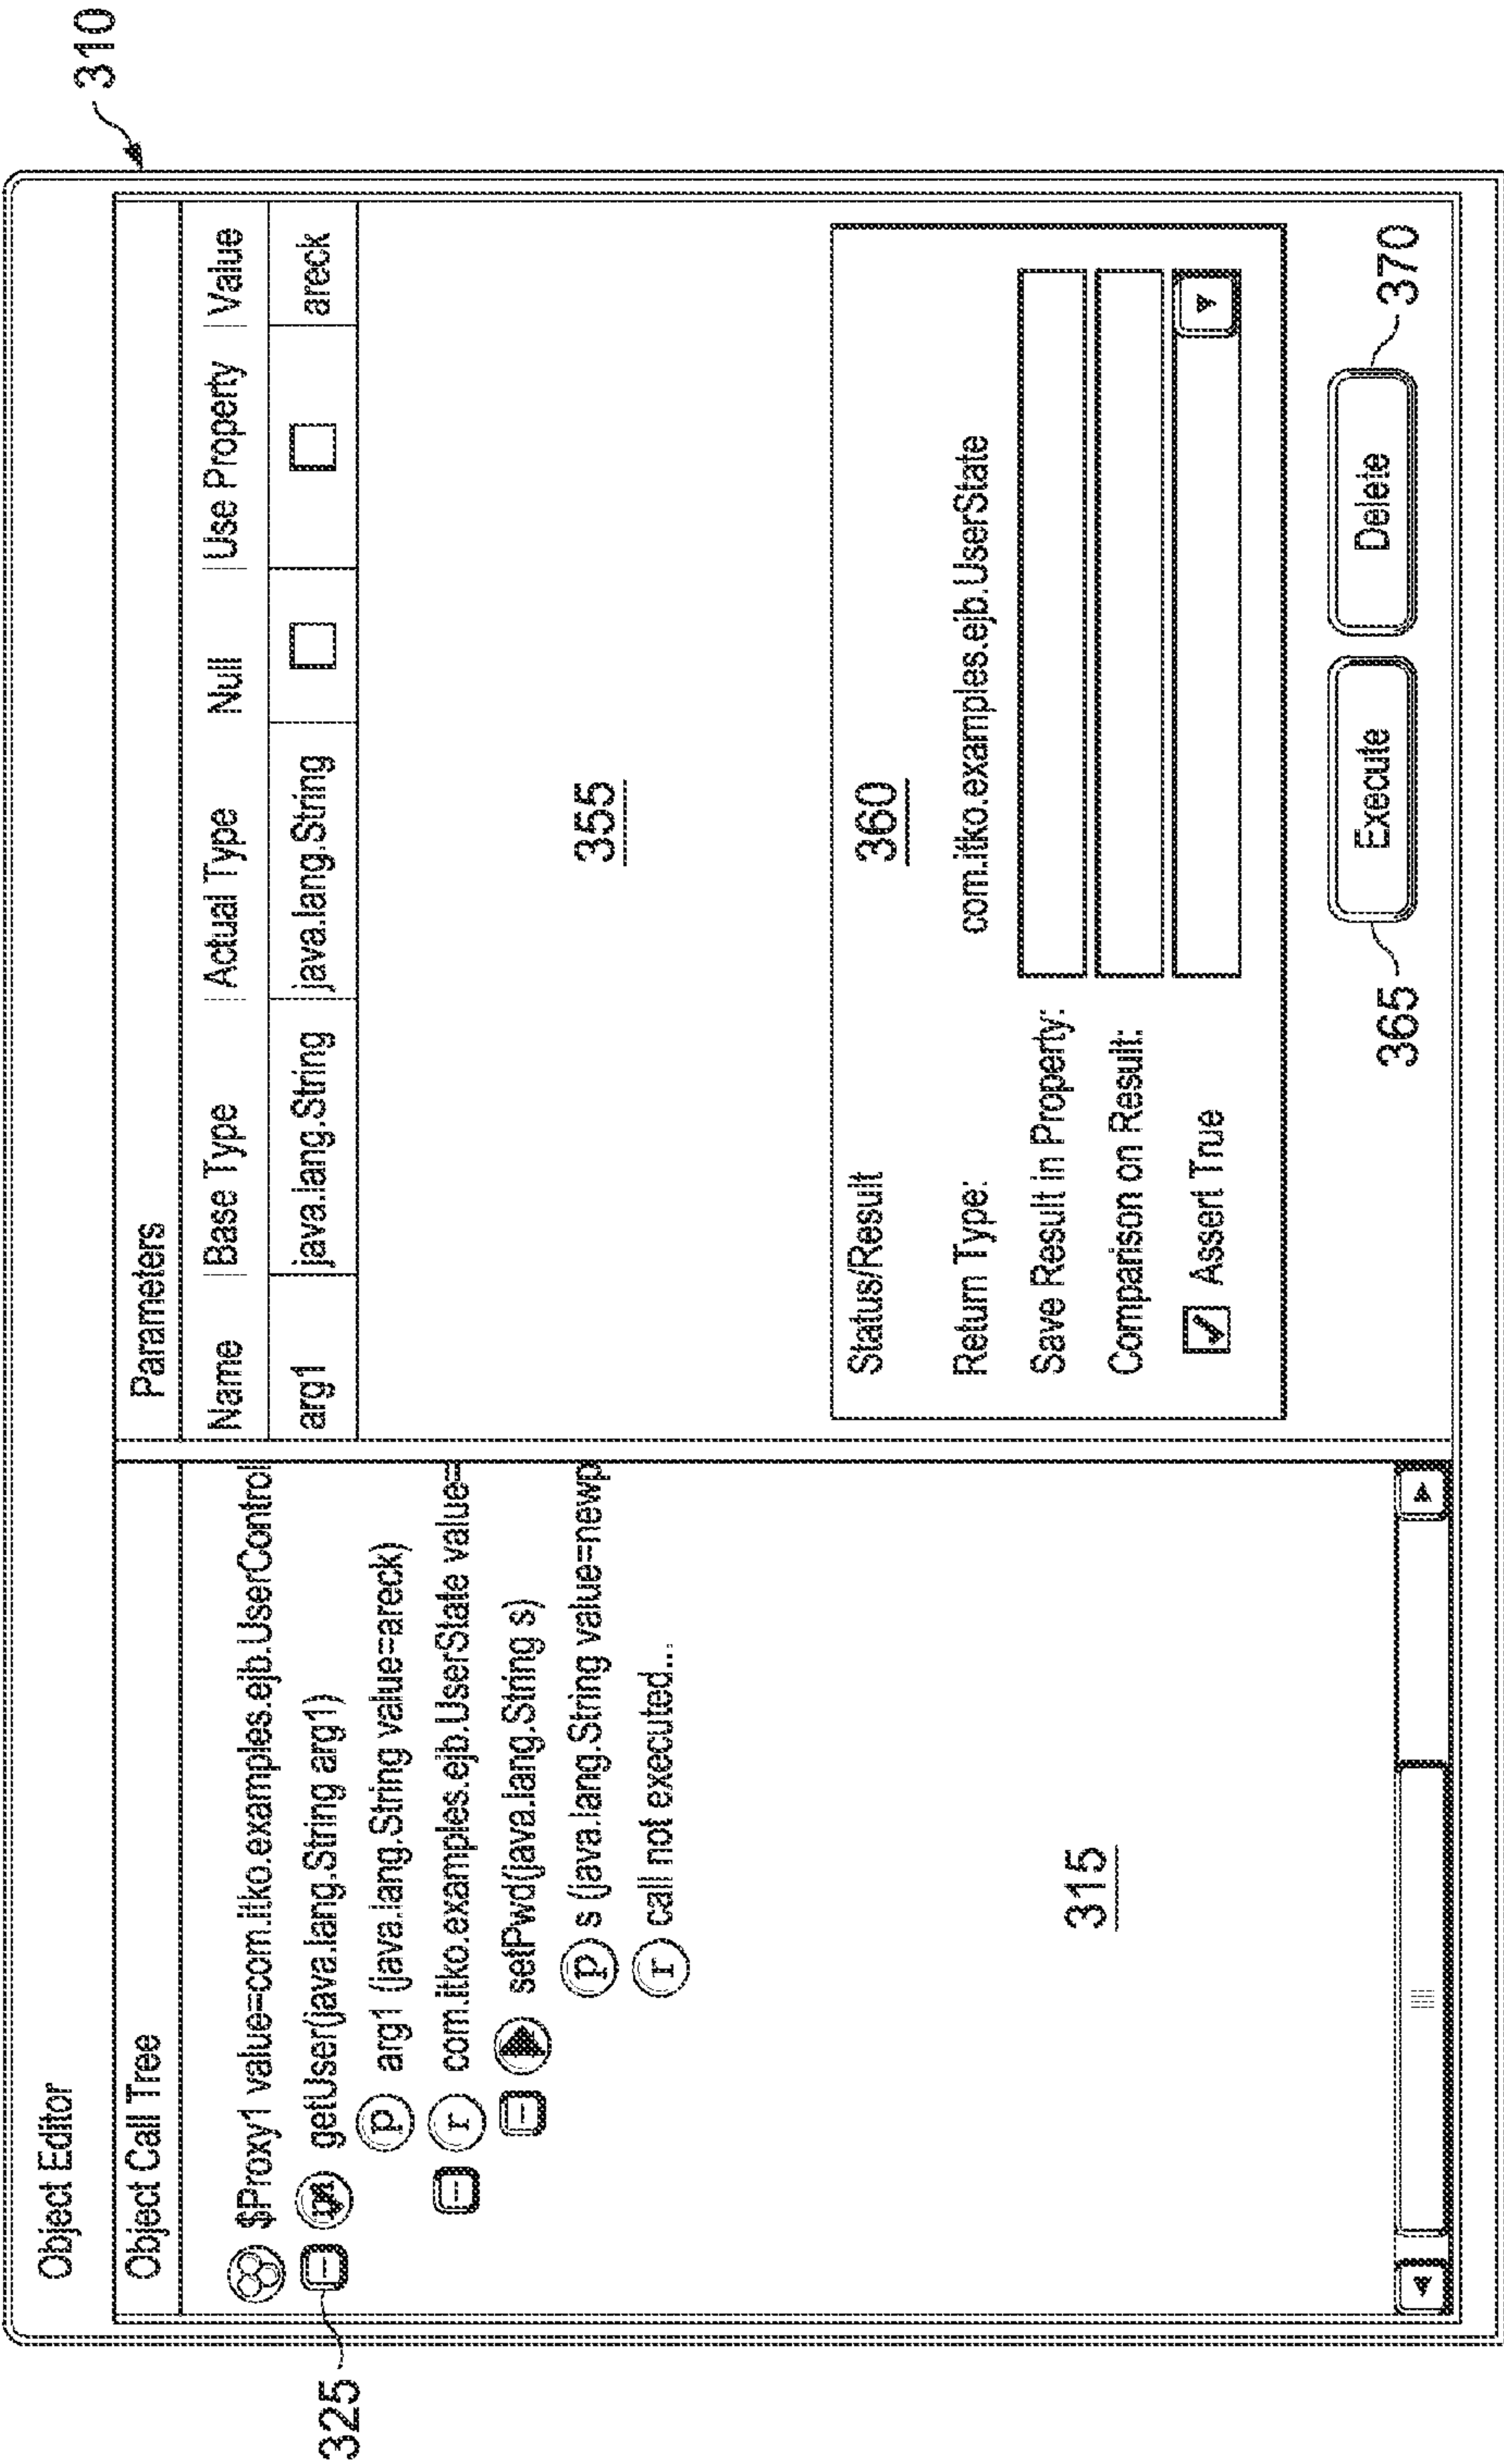 310
Object Editor
Object Call Tree
$Proxy1 value=com.itko.examples.ejb.UserControl
325
getUser(java.lang.String arg1)
p arg1 (java.lang.String value=areck)
r com.itko.examples.ejb.UserState value=
setPwd(java.lang.String s)
p s (java.lang.String value=newp
r call not executed...
315
Parameters
Name Base Type Actual Type Null Use Property Value
arg1 java.lang.String java.lang.String areck
355
Status/Result 360
Return Type: com.itko.examples.ejb.UserState
Save Result in Property:
Comparison on Result:
Assert True
365 Execute Delete 370